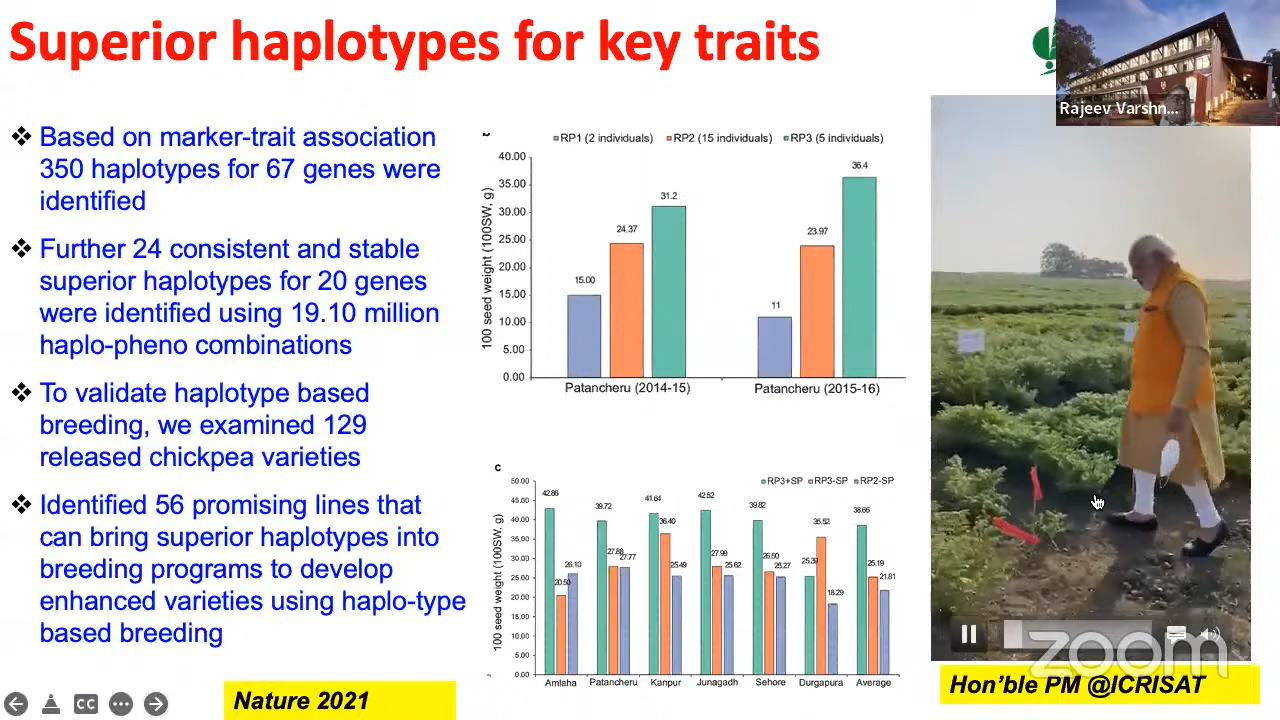 Superior haplotypes for key traits
Rajeev Varshn...
❖ Based on marker-trait association
350 haplotypes for 67 genes were
identified
❖ Further 24 consistent and stable
superior haplotypes for 20 genes
were identified using 19.10 million
haplo-pheno combinations
❖ To validate haplotype based
breeding, we examined 129
released chickpea varieties
❖ Identified 56 promising lines that
can bring superior haplotypes into
breeding programs to develop
enhanced varieties using haplo-type
based breeding
Nature 2021
RP1 (2 individuals) RP2 (15 individuals) RP3 (5 individuals)
100 seed weight (100SW, g)
40.00
35.00
30.00
25.00
20.00
15.00
10.00
5.00
0.00
15.00 24.37 31.2 11 23.97 36.4
Patancheru (2014-15) Patancheru (2015-16)
c
RP3+SP RP3-SP RP2-SP
100 seed weight (100SW, g)
50.00
45.00
40.00
35.00
30.00
25.00
20.00
15.00
10.00
5.00
0.00
42.86 20.50 26.10 39.72 27.88 27.77 41.64 36.40 25.49 42.52 27.99 25.62 39.82 26.60 25.27 25.39 35.52 18.29 38.66 25.19 21.81
Amlaha Patancheru Kanpur Junagadh Sehore Durgapura Average
zoom
Hon'ble PM @ICRISAT
CC